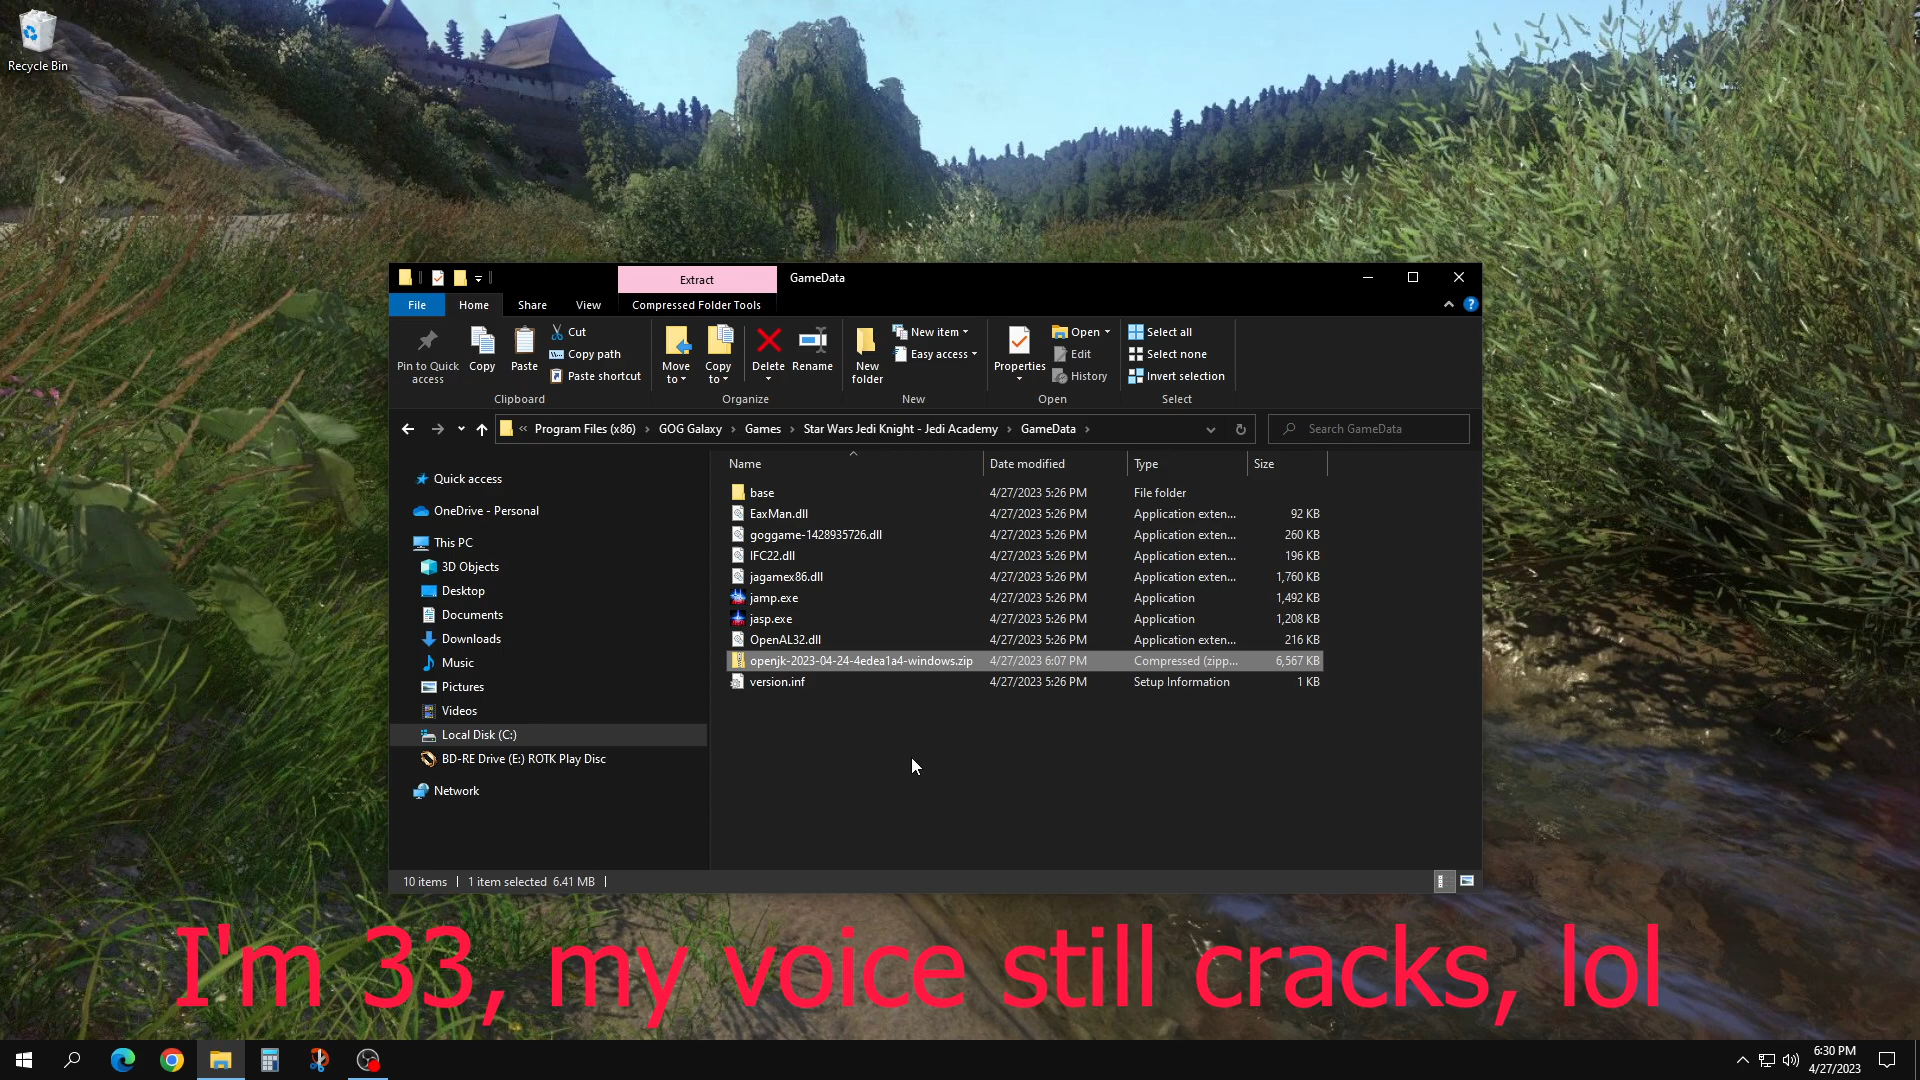 Recycle Bin
Extract
GameData
File
Home
Share
View
Compressed Folder Tools
Pin to Quick
access
Copy
Paste
Cut
Copy path
Paste shortcut
Clipboard
Move
to
Copy
to
Delete
Rename
Organize
New
folder
New item
Easy access
New
Properties
Open
Edit
History
Open
Select all
Select none
Invert selection
Select
« Program Files (x86) › GOG Galaxy › Games › Star Wars Jedi Knight - Jedi Academy › GameData ›
Search GameData
Quick access
OneDrive - Personal
This PC
3D Objects
Desktop
Documents
Downloads
Music
Pictures
Videos
Local Disk (C:)
BD-RE Drive (E:) ROTK Play Disc
Network
Name Date modified Type Size
base 4/27/2023 5:26 PM File folder
EaxMan.dll 4/27/2023 5:26 PM Application exten... 92 KB
goggame-1428935726.dll 4/27/2023 5:26 PM Application exten... 260 KB
IFC22.dll 4/27/2023 5:26 PM Application exten... 196 KB
jagamex86.dll 4/27/2023 5:26 PM Application exten... 1,760 KB
jamp.exe 4/27/2023 5:26 PM Application 1,492 KB
jasp.exe 4/27/2023 5:26 PM Application 1,208 KB
OpenAL32.dll 4/27/2023 5:26 PM Application exten... 216 KB
openjk-2023-04-24-4edea1a4-windows.zip 4/27/2023 6:07 PM Compressed (zipp... 6,567 KB
version.inf 4/27/2023 5:26 PM Setup Information 1 KB
10 items 1 item selected 6.41 MB
I'm 33, my voice still cracks, lol
6:30 PM
4/27/2023